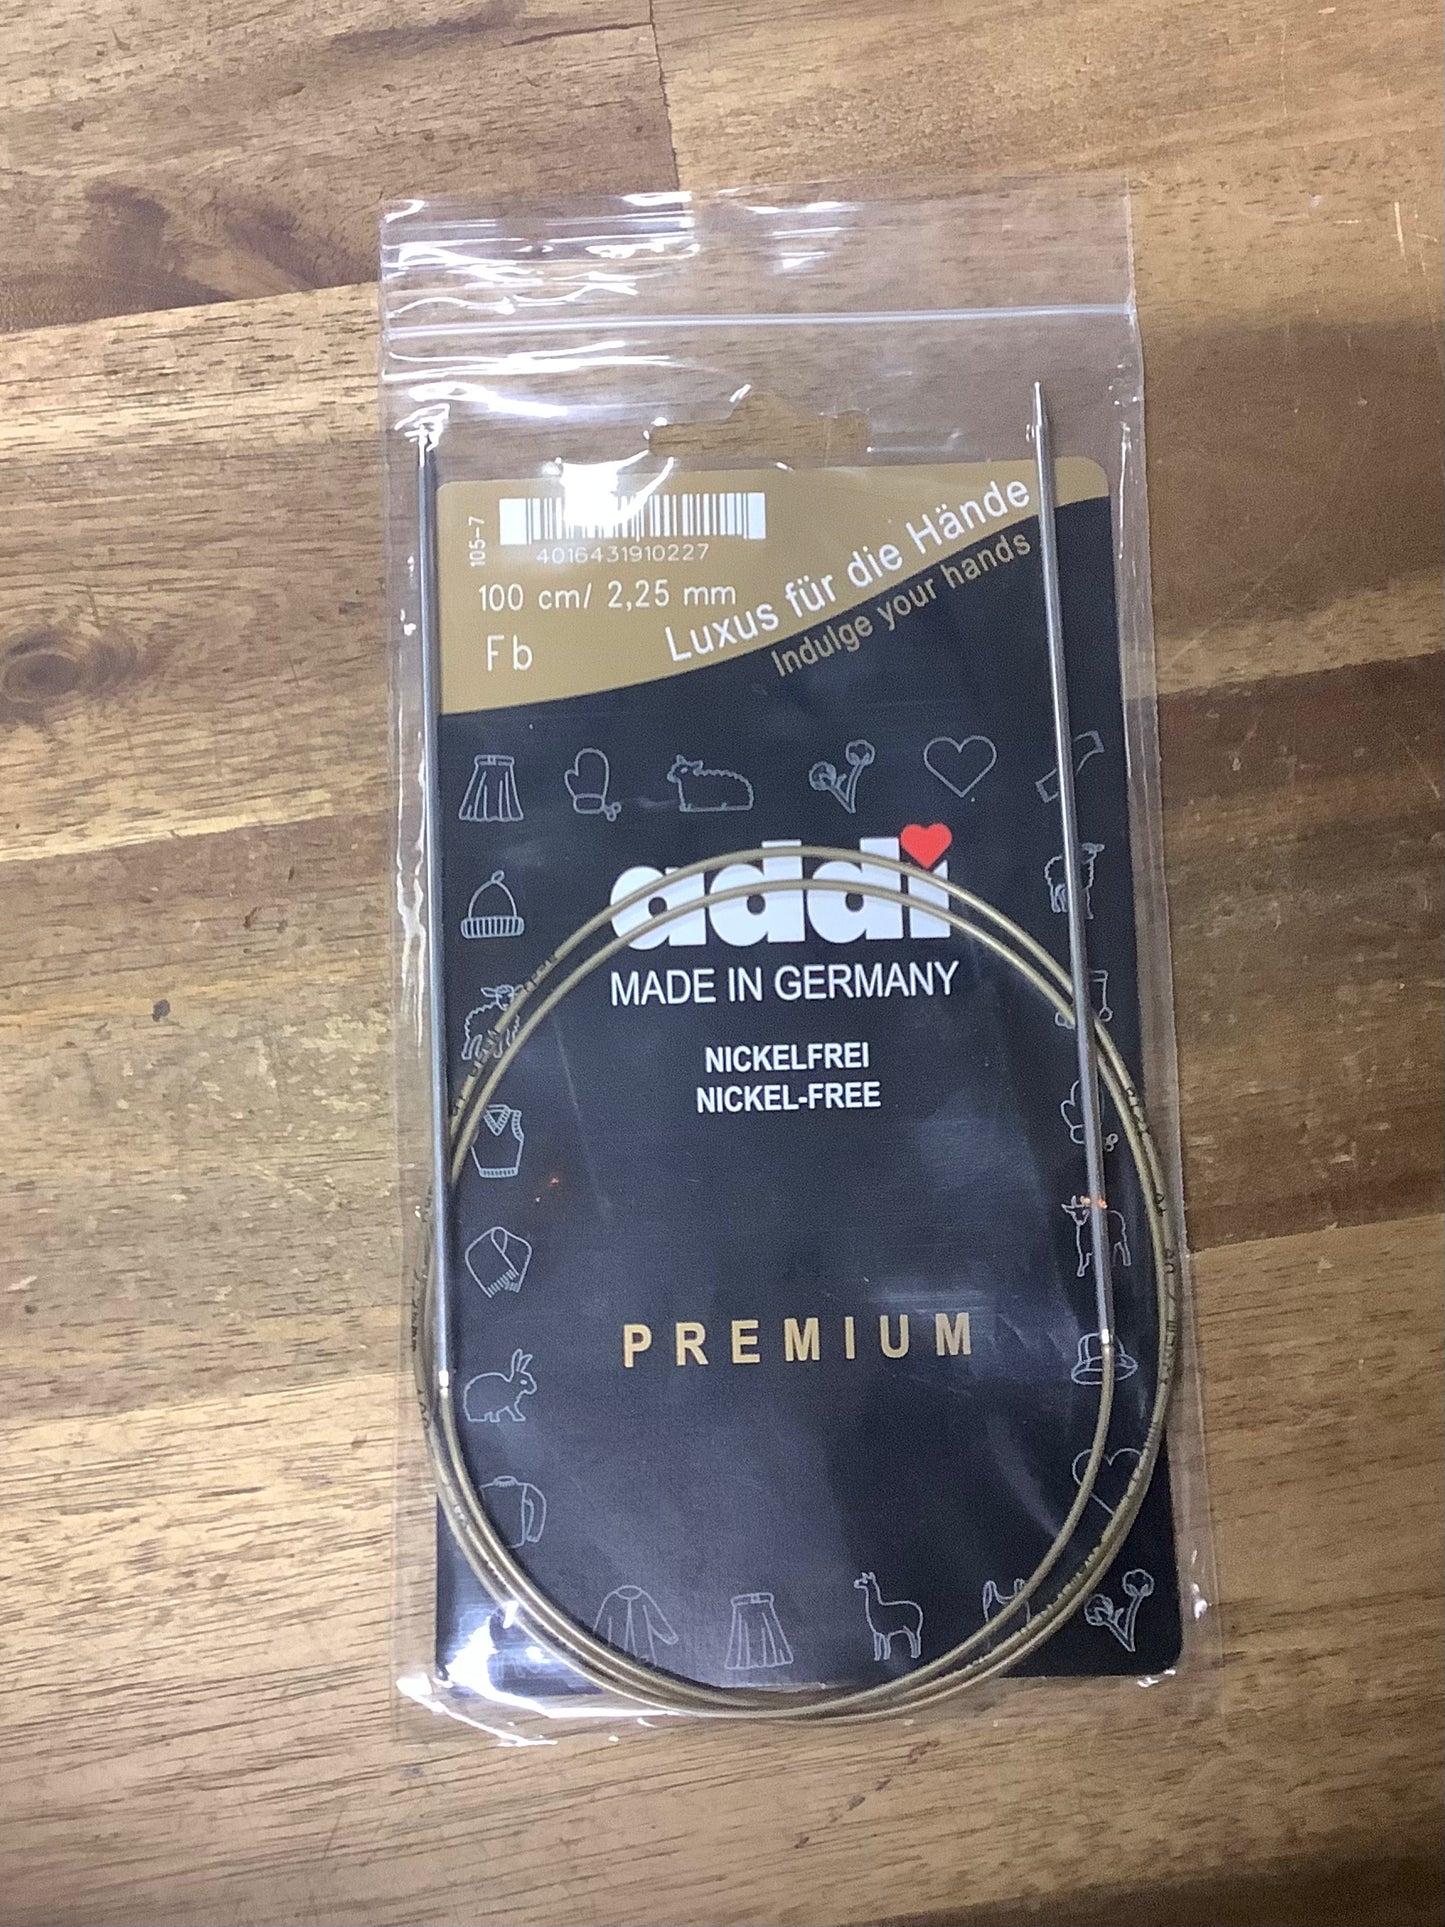 105-7
4016431910227
100 cm/ 2,25 mm
Fb
Luxus für die Hände
Indulge your hands
addi
MADE IN GERMANY
NICKELFREI
NICKEL-FREE
PREMIUM